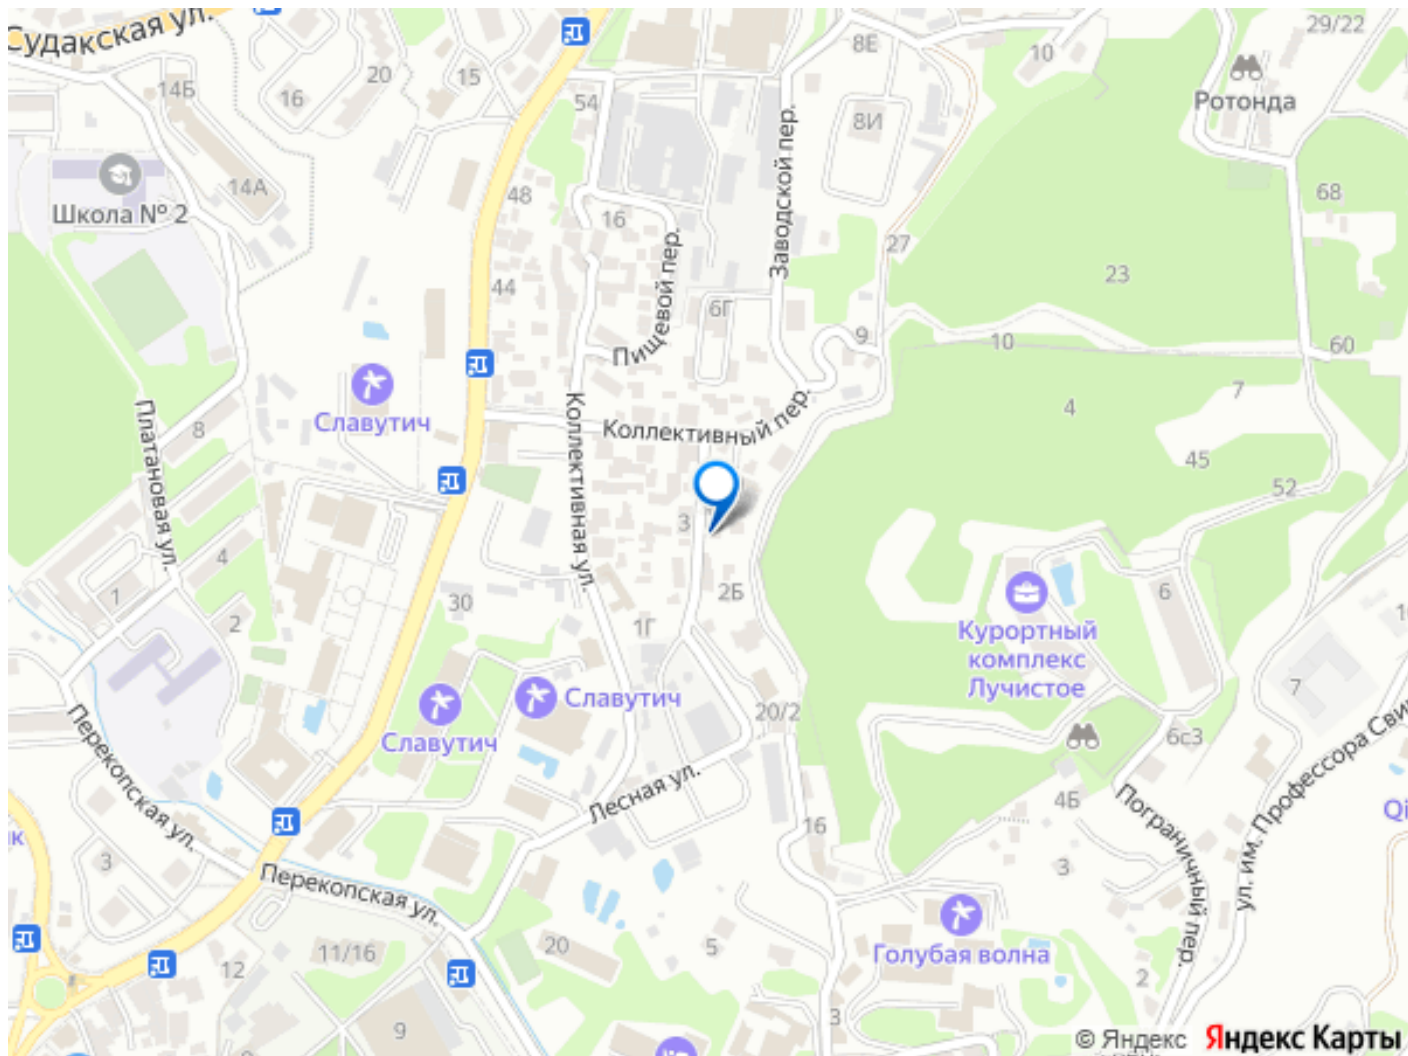 Судакская ул.
29/22
8Е
10
20
15
14Б
16
54
Ротонда
8И
Заводской пер.
14А
48
68
Школа № 2
16
27
Пищевой пер.
23
44
6Г
9
10
60
Славутич
7
4
Коллективный пер.
8
Платановая ул.
Коллективная ул.
45
52
3
4
1
2Б
6
30
2
1Г
Курортный
комплекс
Лучистое
Славутич
7
20/2
Славутич
6с3
Перекопская ул.
Лесная ул.
4Б
Пограничный пер.
ул. им. Профессора Сви
16
3
3
Перекопская ул.
Qi
к
Голубая волна
11/16
12
20
5
2
9
3
© Яндекс Яндекс Карты